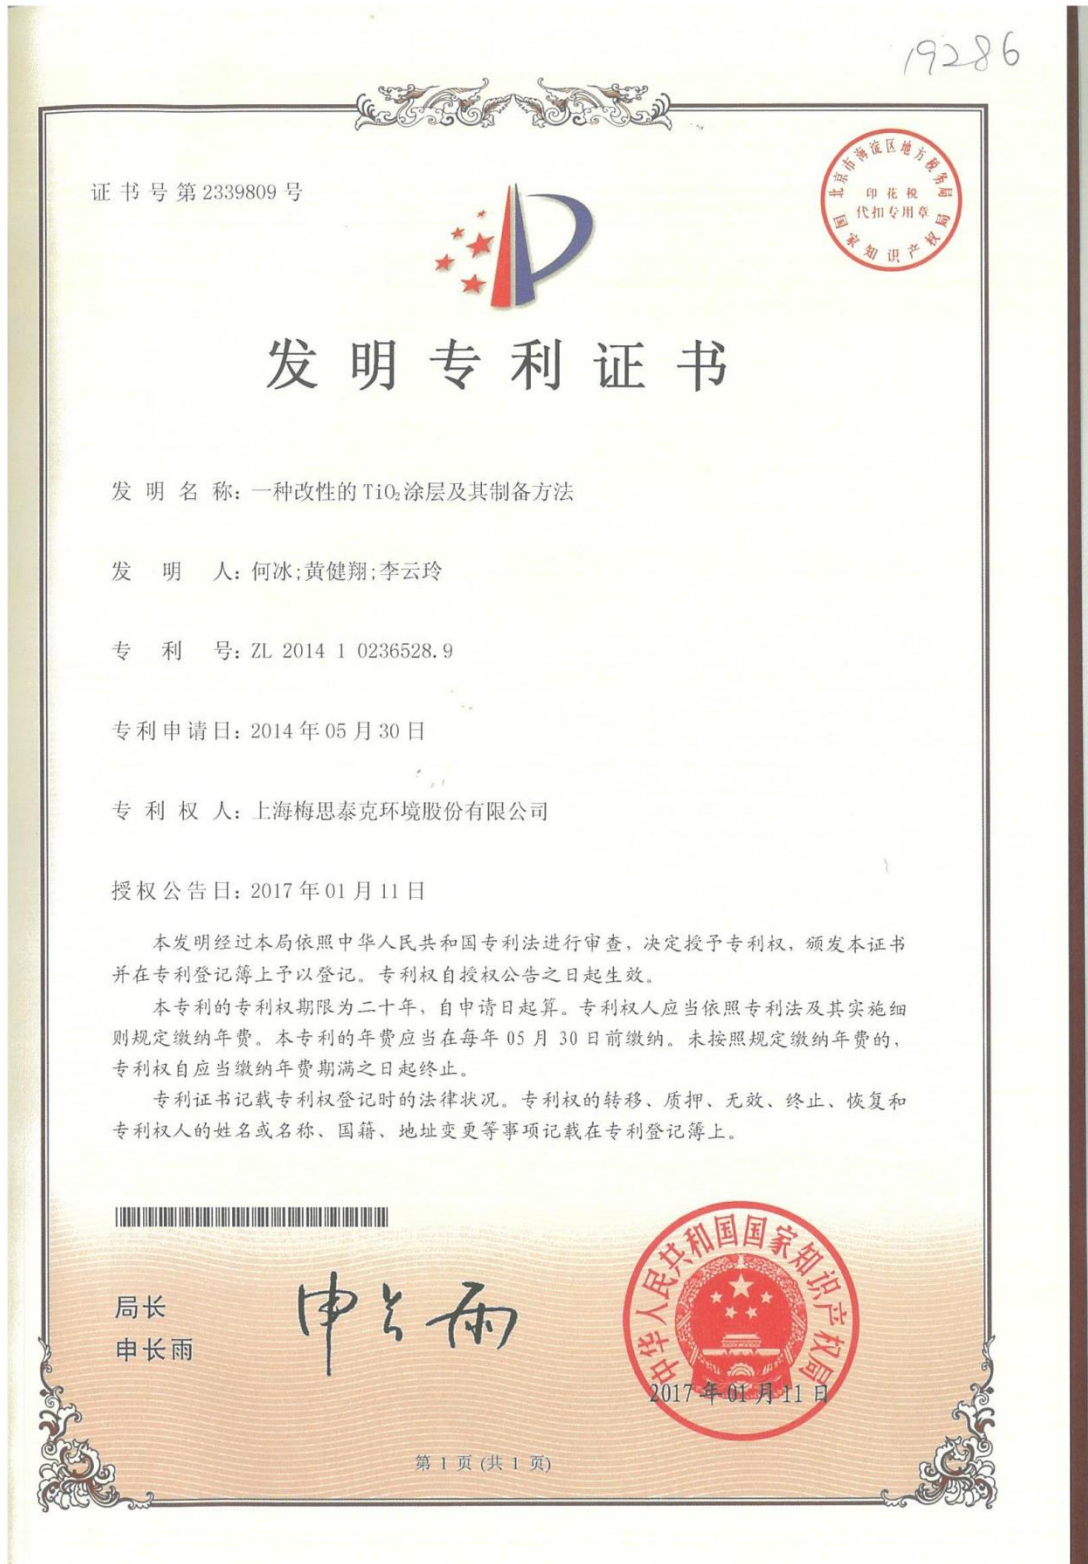 19286
证书号第2339809号
北京市海淀区地方税务局
印花税
代扣专用章
国家知识产权局
发明专利证书
发明名称：一种改性的TiO₂涂层及其制备方法
发明人：何冰;黄健翔;李云玲
专利号：ZL 2014 1 0236528.9
专利申请日：2014年05月30日
专利权人：上海梅思泰克环境股份有限公司
授权公告日：2017年01月11日
本发明经过本局依照中华人民共和国专利法进行审查，决定授予专利权，颁发本证书
并在专利登记簿上予以登记。专利权自授权公告之日起生效。
本专利的专利权期限为二十年，自申请日起算。专利权人应当依照专利法及其实施细
则规定缴纳年费。本专利的年费应当在每年05月30日前缴纳。未按照规定缴纳年费的，
专利权自应当缴纳年费期满之日起终止。
专利证书记载专利权登记时的法律状况。专利权的转移、质押、无效、终止、恢复和
专利权人的姓名或名称、国籍、地址变更等事项记载在专利登记簿上。
局长
申长雨
申长雨
中华人民共和国国家知识产权局
2017年01月11日
第1页(共1页)